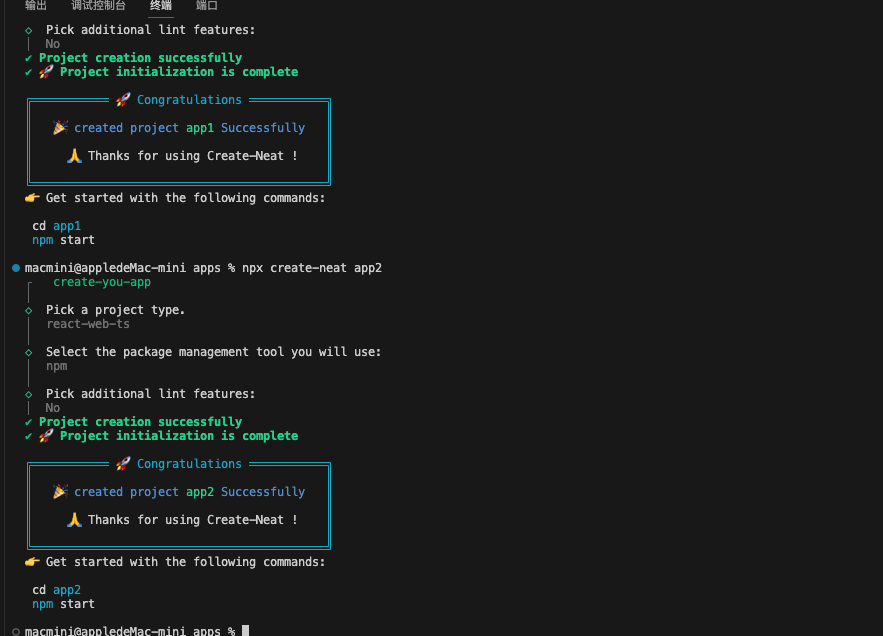 输出 调试控制台 终端 端口
◇ Pick additional lint features:
No
✔ Project creation successfully
✔ 🚀 Project initialization is complete
🚀 Congratulations
🎉 created project app1 Successfully
🙏 Thanks for using Create-Neat !
👉 Get started with the following commands:
cd app1
npm start
macmini@appledeMac-mini apps % npx create-neat app2
create-you-app
◇ Pick a project type.
react-web-ts
◇ Select the package management tool you will use:
npm
◇ Pick additional lint features:
No
✔ Project creation successfully
✔ 🚀 Project initialization is complete
🚀 Congratulations
🎉 created project app2 Successfully
🙏 Thanks for using Create-Neat !
👉 Get started with the following commands:
cd app2
npm start
macmini@appledeMac-mini apps %